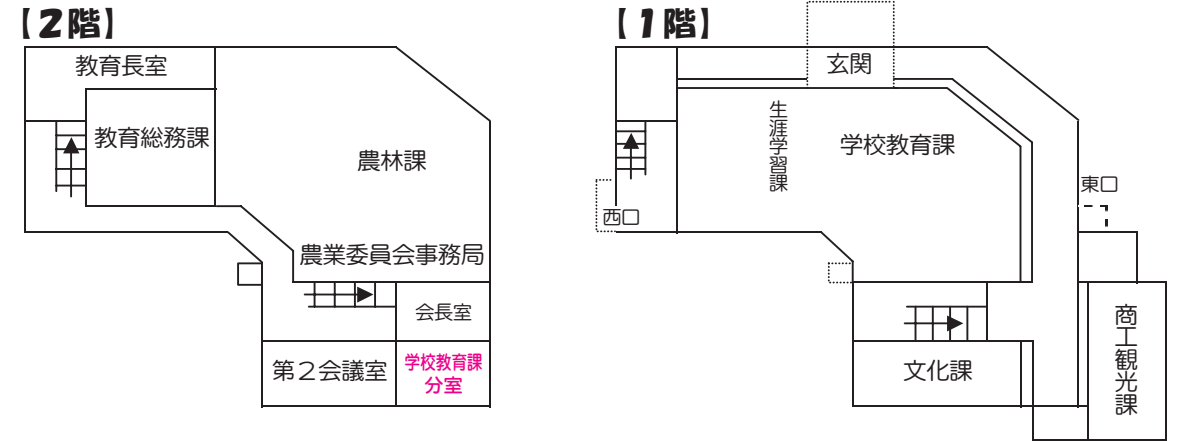 【2階】
教育長室
教育総務課
農林課
農業委員会事務局
会長室
第2会議室
学校教育課
分室
【1階】
玄関
生涯学習課
学校教育課
東口
西口
文化課
商工観光課